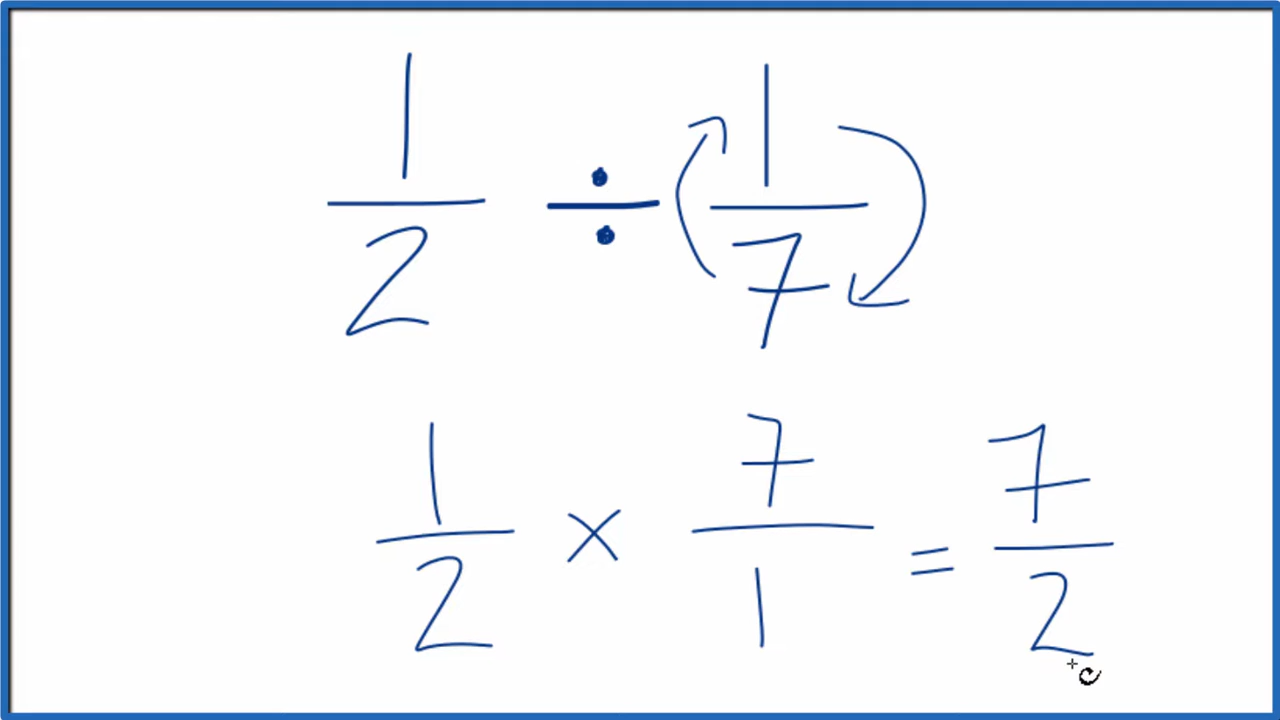 1/2 ÷ 1/7
1/2 × 7/1 = 7/2